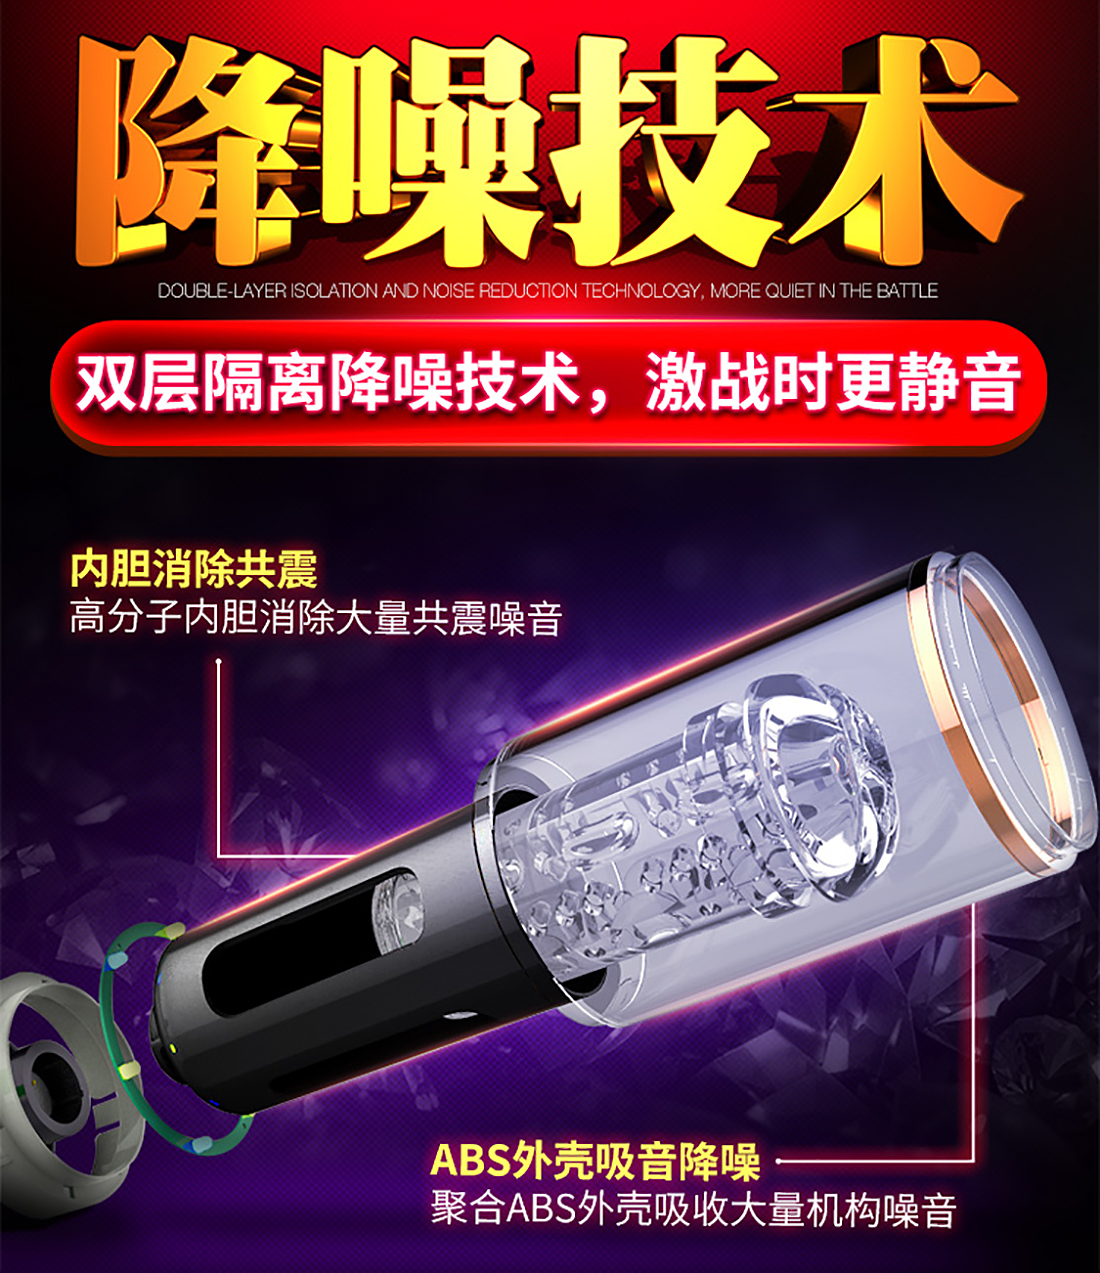 降噪技术
DOUBLE-LAYER ISOLATION AND NOISE REDUCTION TECHNOLOGY, MORE QUIET IN THE BATTLE
双层隔离降噪技术，激战时更静音
内胆消除共震
高分子内胆消除大量共震噪音
ABS外壳吸音降噪
聚合ABS外壳吸收大量机构噪音